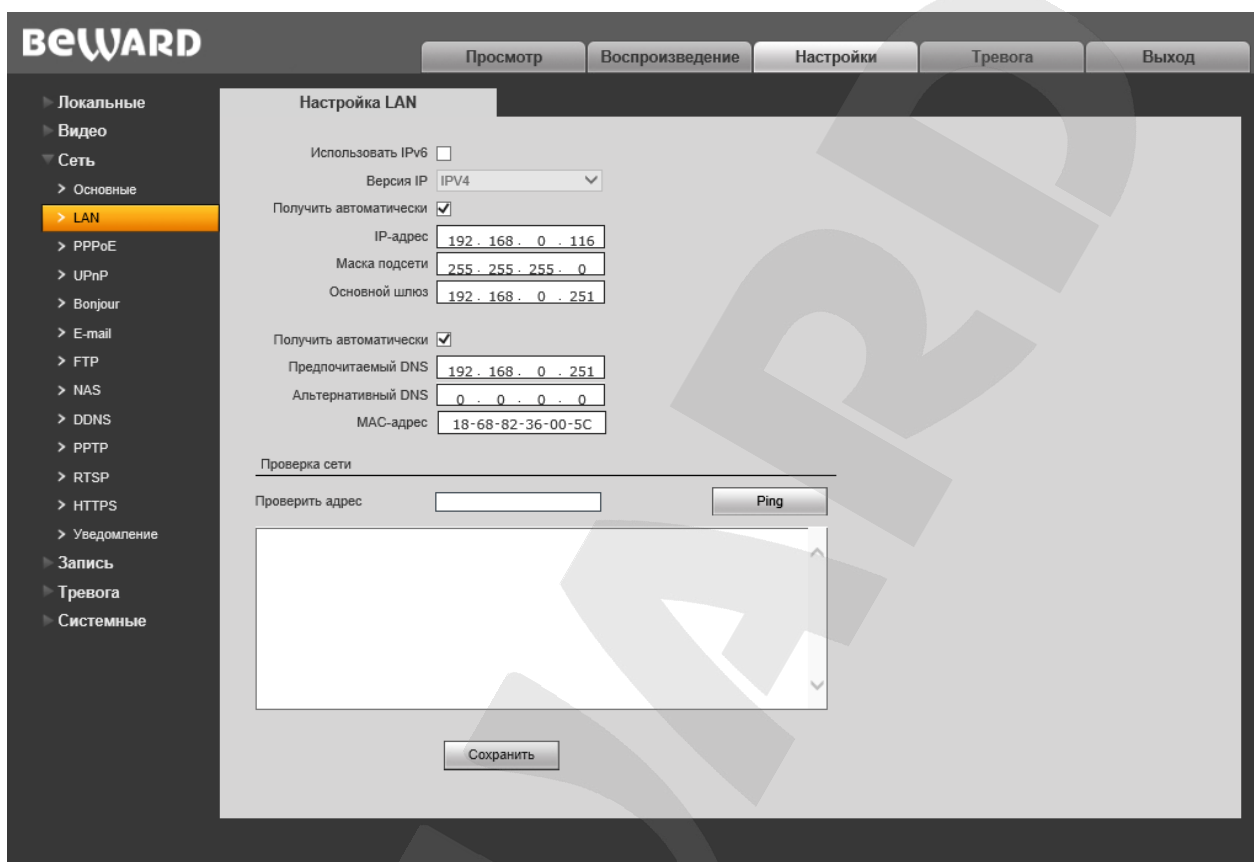 BEWARD
Просмотр
Воспроизведение
Настройки
Тревога
Выход
Локальные
Видео
Сеть
Основные
LAN
PPPoE
UPnP
Bonjour
E-mail
FTP
NAS
DDNS
PPTP
RTSP
HTTPS
Уведомление
Запись
Тревога
Системные
Настройка LAN
Использовать IPv6
Версия IP IPV4
Получить автоматически
IP-адрес 192 . 168 . 0 . 116
Маска подсети 255 . 255 . 255 . 0
Основной шлюз 192 . 168 . 0 . 251
Получить автоматически
Предпочитаемый DNS 192 . 168 . 0 . 251
Альтернативный DNS 0 . 0 . 0 . 0
MAC-адрес 18-68-82-36-00-5C
Проверка сети
Проверить адрес Ping
Сохранить